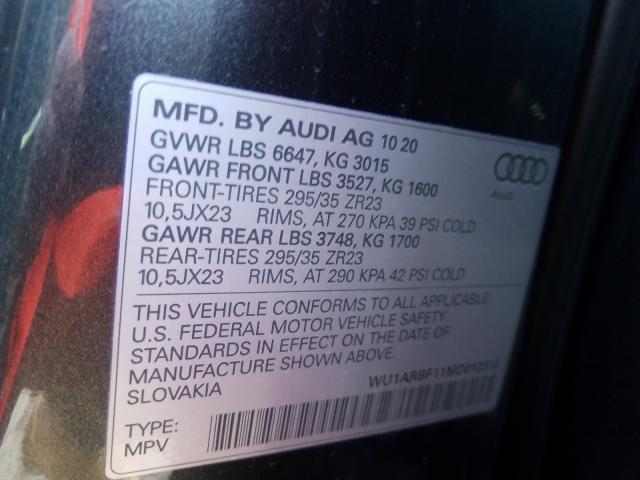 MFD. BY AUDI AG 10 20
GVWR LBS 6647, KG 3015
GAWR FRONT LBS 3527, KG 1600
FRONT-TIRES 295/35 ZR23
10,5JX23 RIMS, AT 270 KPA 39 PSI COLD
GAWR REAR LBS 3748, KG 1700
REAR-TIRES 295/35 ZR23
10,5JX23 RIMS, AT 290 KPA 42 PSI COLD
Audi
THIS VEHICLE CONFORMS TO ALL APPLICABLE
U.S. FEDERAL MOTOR VEHICLE SAFETY
STANDARDS IN EFFECT ON THE DATE OF
MANUFACTURE SHOWN ABOVE.
SLOVAKIA
TYPE:
MPV